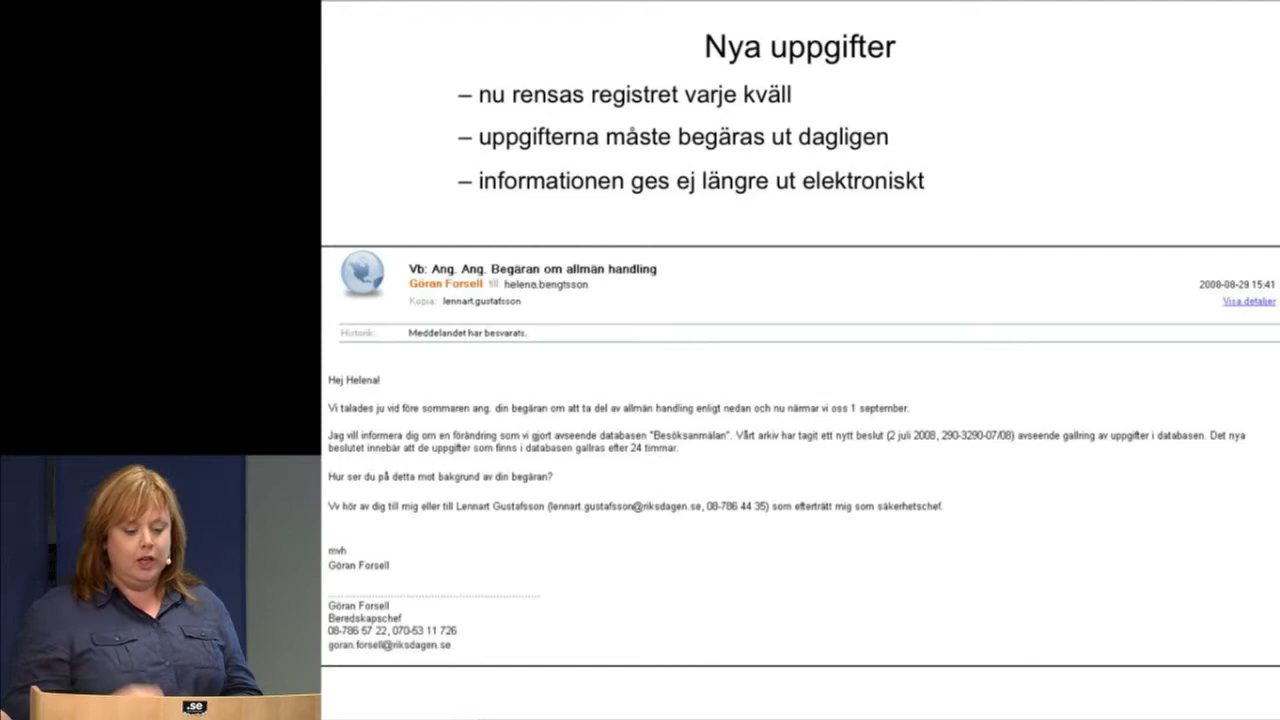 Nya uppgifter
– nu rensas registret varje kväll
– uppgifterna måste begäras ut dagligen
– informationen ges ej längre ut elektroniskt
Vb: Ang. Ang. Begäran om allmän handling
Göran Forsell till: helena.bengtsson
2008-08-29 15:41
Kopia: lennart.gustafsson
Visa detaljer
Historik: Meddelandet har besvarats.
Hej Helena!
Vi talades ju vid före sommaren ang. din begäran om att ta del av allmän handling enligt nedan och nu närmar vi oss 1 september.
Jag vill informera dig om en förändring som vi gjort avseende databasen "Besöksanmälan". Vårt arkiv har tagit ett nytt beslut (2 juli 2008, 290-3290-07/08) avseende gallring av uppgifter i databasen. Det nya
beslutet innebär att de uppgifter som finns i databasen gallras efter 24 timmar.
Hur ser du på detta mot bakgrund av din begäran?
Vv hör av dig till mig eller till Lennart Gustafsson (lennart.gustafsson@riksdagen.se, 08-786 44 35) som efterträtt mig som säkerhetschef.
mvh
Göran Forsell
Göran Forsell
Beredskapschef
08-786 57 22, 070-53 11 726
goran.forsell@riksdagen.se
.se